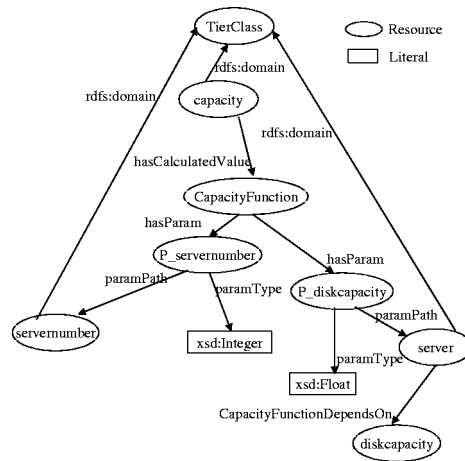 TierClass
Resource
Literal
rdfs:domain
rdfs:domain
capacity
rdfs:domain
hasCalculatedValue
CapacityFunction
hasParam
P_servernumber
hasParam
paramPath
paramType
P_diskcapacity
paramPath
servernumber
xsd:Integer
server
paramType
xsd:Float
CapacityFunctionDependsOn
diskcapacity